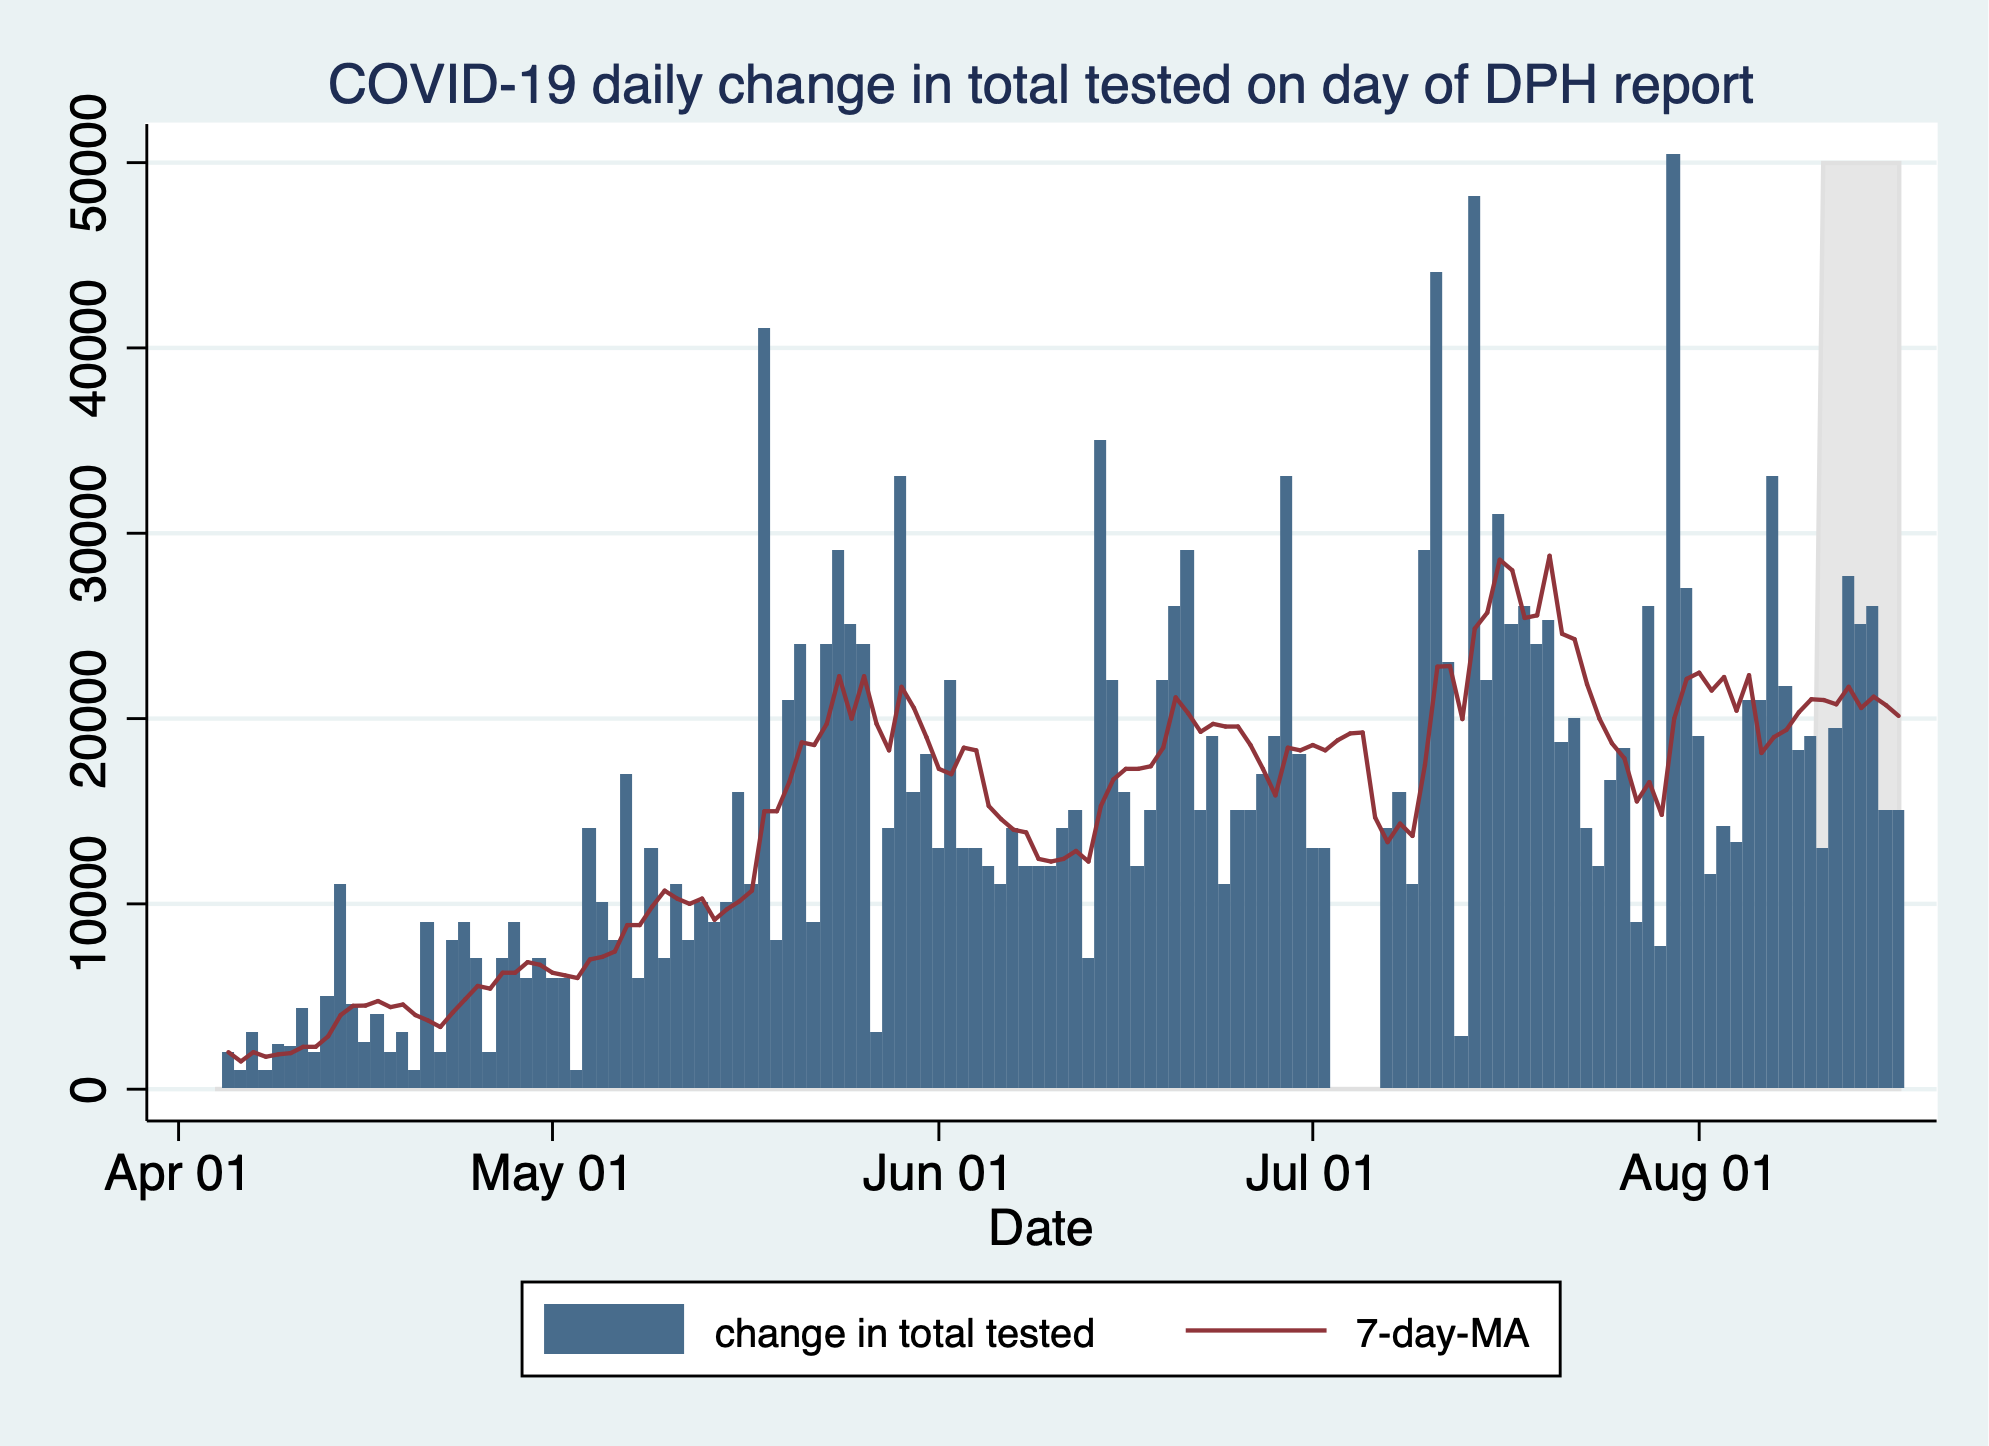 COVID-19 daily change in total tested on day of DPH report
50000
40000
30000
20000
10000
0
Apr 01 May 01 Jun 01 Jul 01 Aug 01
Date
change in total tested 7-day-MA